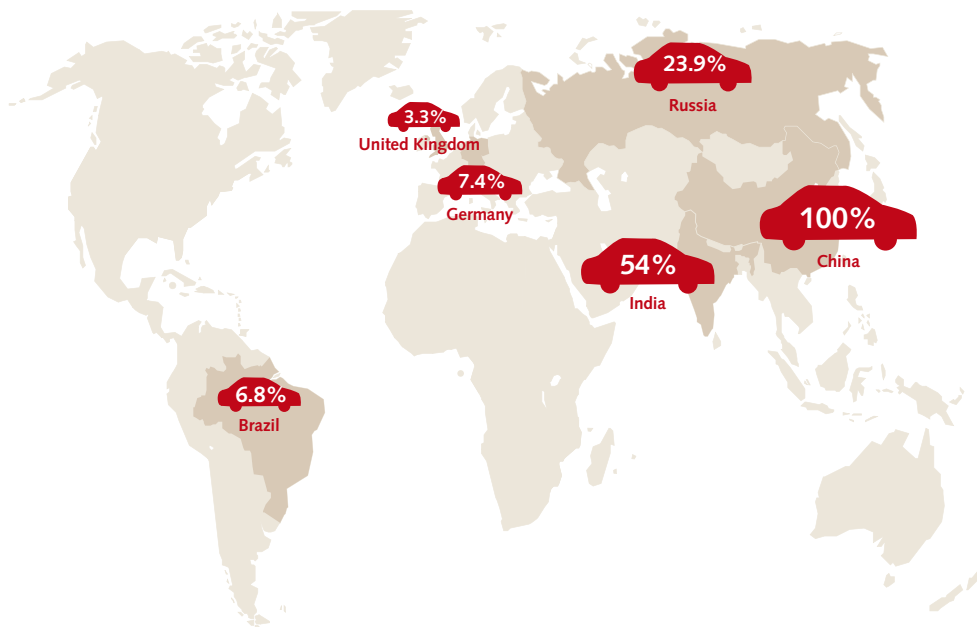 23.9%
Russia
3.3%
United Kingdom
7.4%
Germany
100%
China
54%
India
6.8%
Brazil